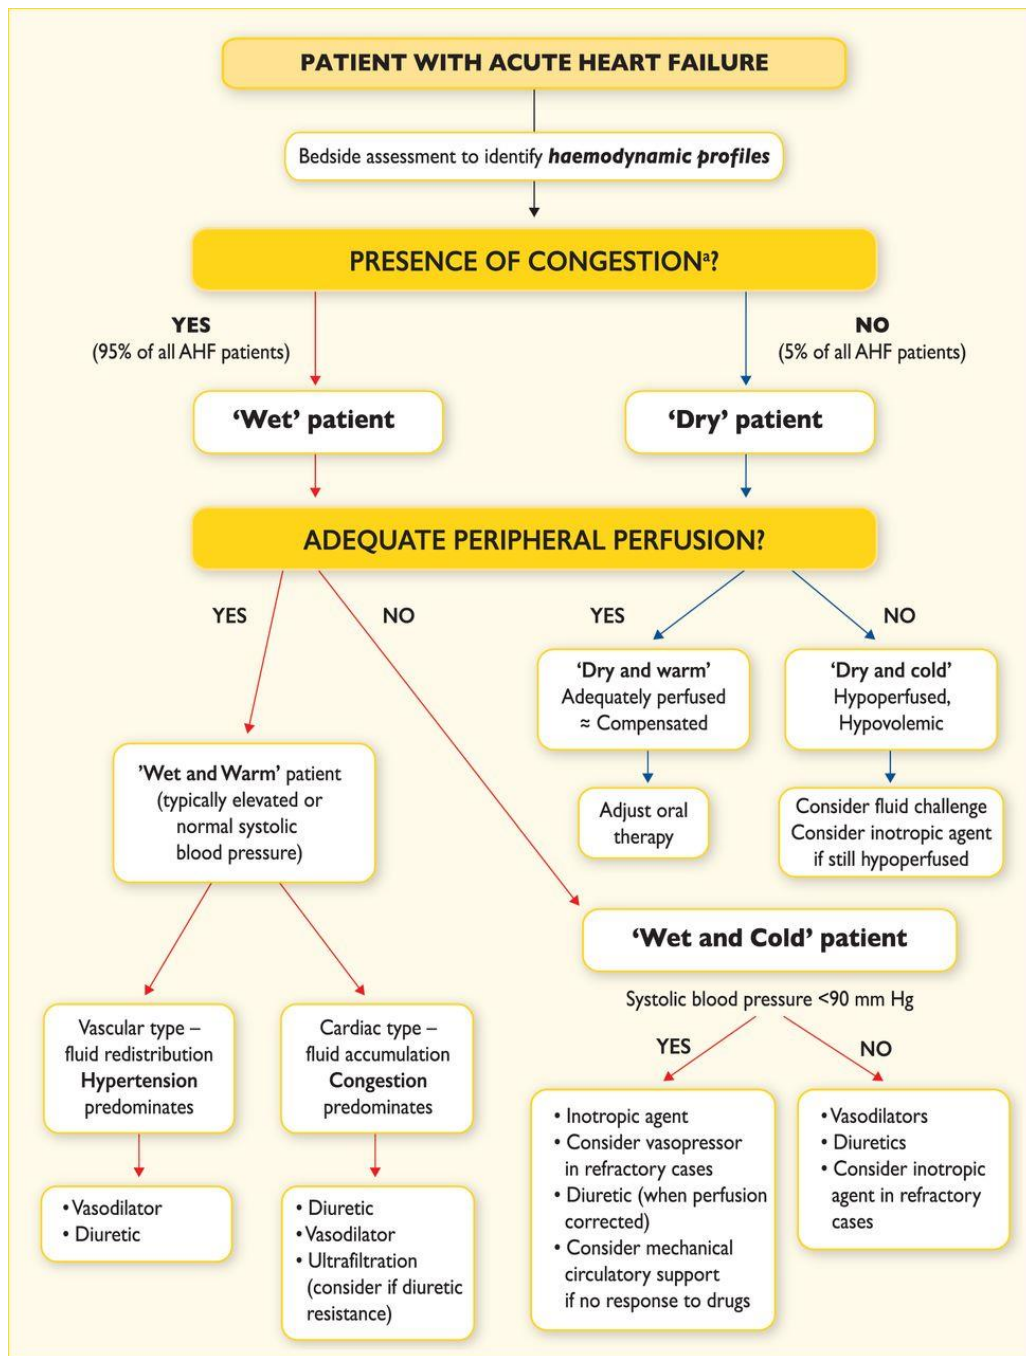 PATIENT WITH ACUTE HEART FAILURE
Bedside assessment to identify haemodynamic profiles
PRESENCE OF CONGESTIONᵃ?
YES
(95% of all AHF patients)
NO
(5% of all AHF patients)
‘Wet’ patient
‘Dry’ patient
ADEQUATE PERIPHERAL PERFUSION?
YES
NO
YES
NO
‘Dry and warm’
Adequately perfused
≈ Compensated
‘Dry and cold’
Hypoperfused,
Hypovolemic
’Wet and Warm’ patient
(typically elevated or
normal systolic
blood pressure)
Adjust oral
therapy
Consider fluid challenge
Consider inotropic agent
if still hypoperfused
‘Wet and Cold’ patient
Systolic blood pressure <90 mm Hg
YES
NO
Vascular type –
fluid redistribution
Hypertension
predominates
Cardiac type –
fluid accumulation
Congestion
predominates
• Vasodilator
• Diuretic
• Diuretic
• Vasodilator
• Ultrafiltration
(consider if diuretic
resistance)
• Inotropic agent
• Consider vasopressor
in refractory cases
• Diuretic (when perfusion
corrected)
• Consider mechanical
circulatory support
if no response to drugs
• Vasodilators
• Diuretics
• Consider inotropic
agent in refractory
cases